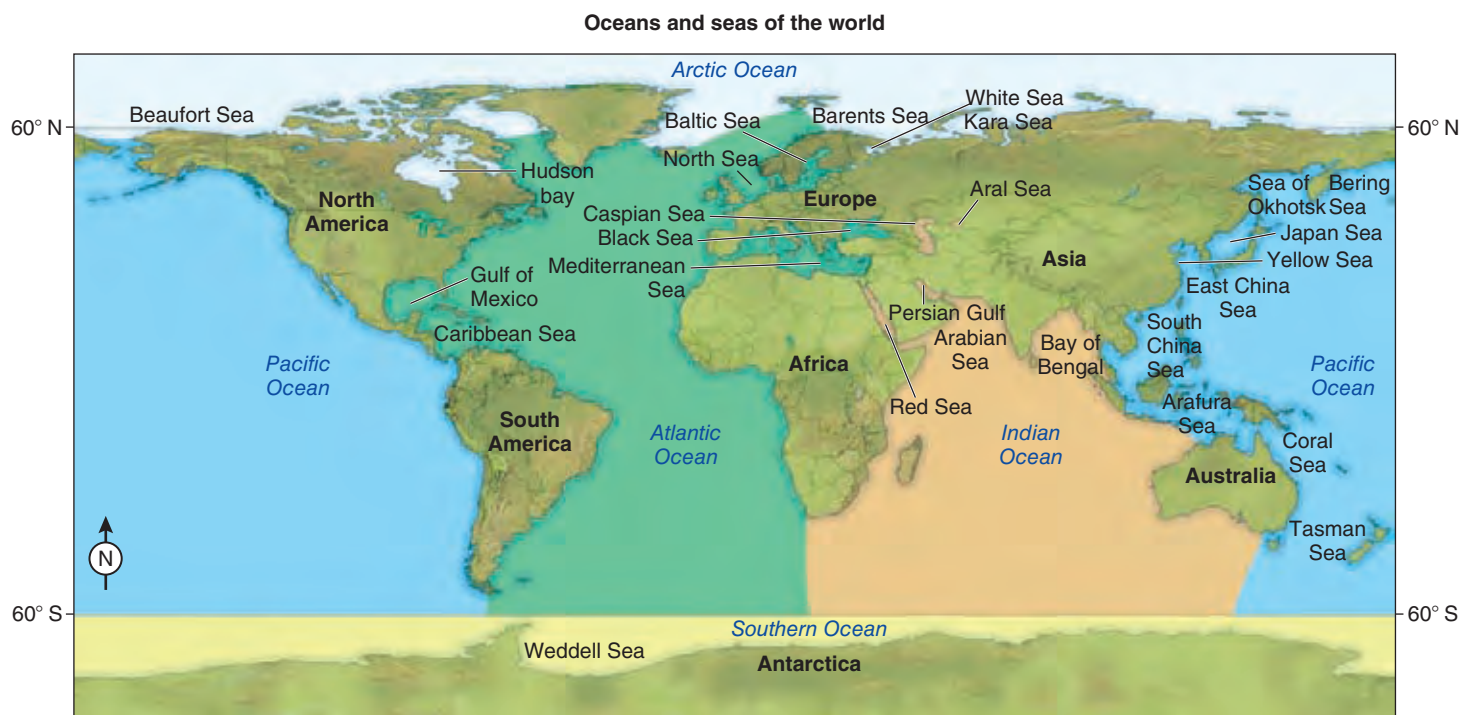 Oceans and seas of the world
Arctic Ocean
Beaufort Sea
60° N
Baltic Sea
Barents Sea
White Sea
Kara Sea
60° N
North Sea
Hudson
bay
North
America
Europe
Aral Sea
Sea of
Okhotsk
Bering
Sea
Caspian Sea
Black Sea
Japan Sea
Mediterranean
Sea
Asia
Yellow Sea
Gulf of
Mexico
East China
Sea
Caribbean Sea
Persian Gulf
Arabian
Sea
Bay of
Bengal
South
China
Sea
Pacific
Ocean
Africa
Pacific
Ocean
Red Sea
Arafura
Sea
South
America
Atlantic
Ocean
Indian
Ocean
Coral
Sea
Australia
Tasman
Sea
N
60° S
60° S
Southern Ocean
Weddell Sea
Antarctica